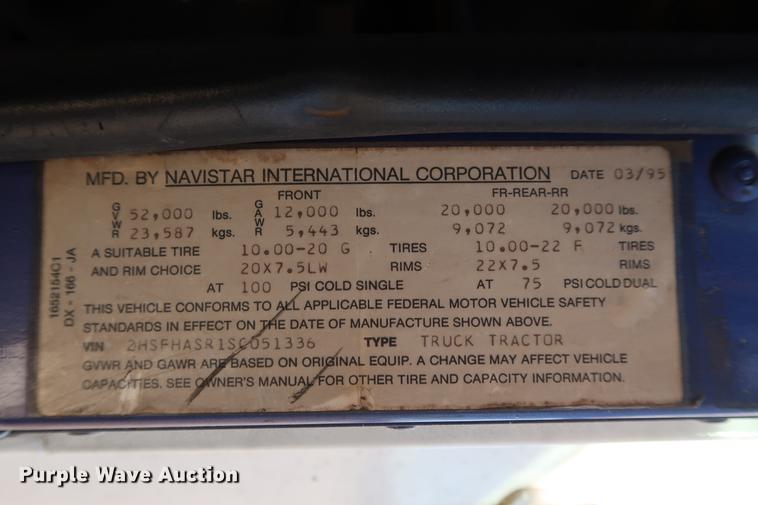 MFD. BY NAVISTAR INTERNATIONAL CORPORATION DATE 03/95
FRONT FR-REAR-RR
GVWR 52,000 lbs. GAWR 12,000 lbs. 20,000 20,000 lbs.
23,587 kgs. 5,443 kgs. 9,072 9,072 kgs.
A SUITABLE TIRE 10.00-20 G TIRES 10.00-22 F TIRES
AND RIM CHOICE 20X7.5LW RIMS 22X7.5 RIMS
AT 100 PSI COLD SINGLE AT 75 PSI COLD DUAL
THIS VEHICLE CONFORMS TO ALL APPLICABLE FEDERAL MOTOR VEHICLE SAFETY
STANDARDS IN EFFECT ON THE DATE OF MANUFACTURE SHOWN ABOVE.
VIN 2HSFHASR1SC051336 TYPE TRUCK TRACTOR
GVWR AND GAWR ARE BASED ON ORIGINAL EQUIP. A CHANGE MAY AFFECT VEHICLE
CAPACITIES. SEE OWNER'S MANUAL FOR OTHER TIRE AND CAPACITY INFORMATION.
1652154C1
DX - 166 - JA
Purple Wave Auction